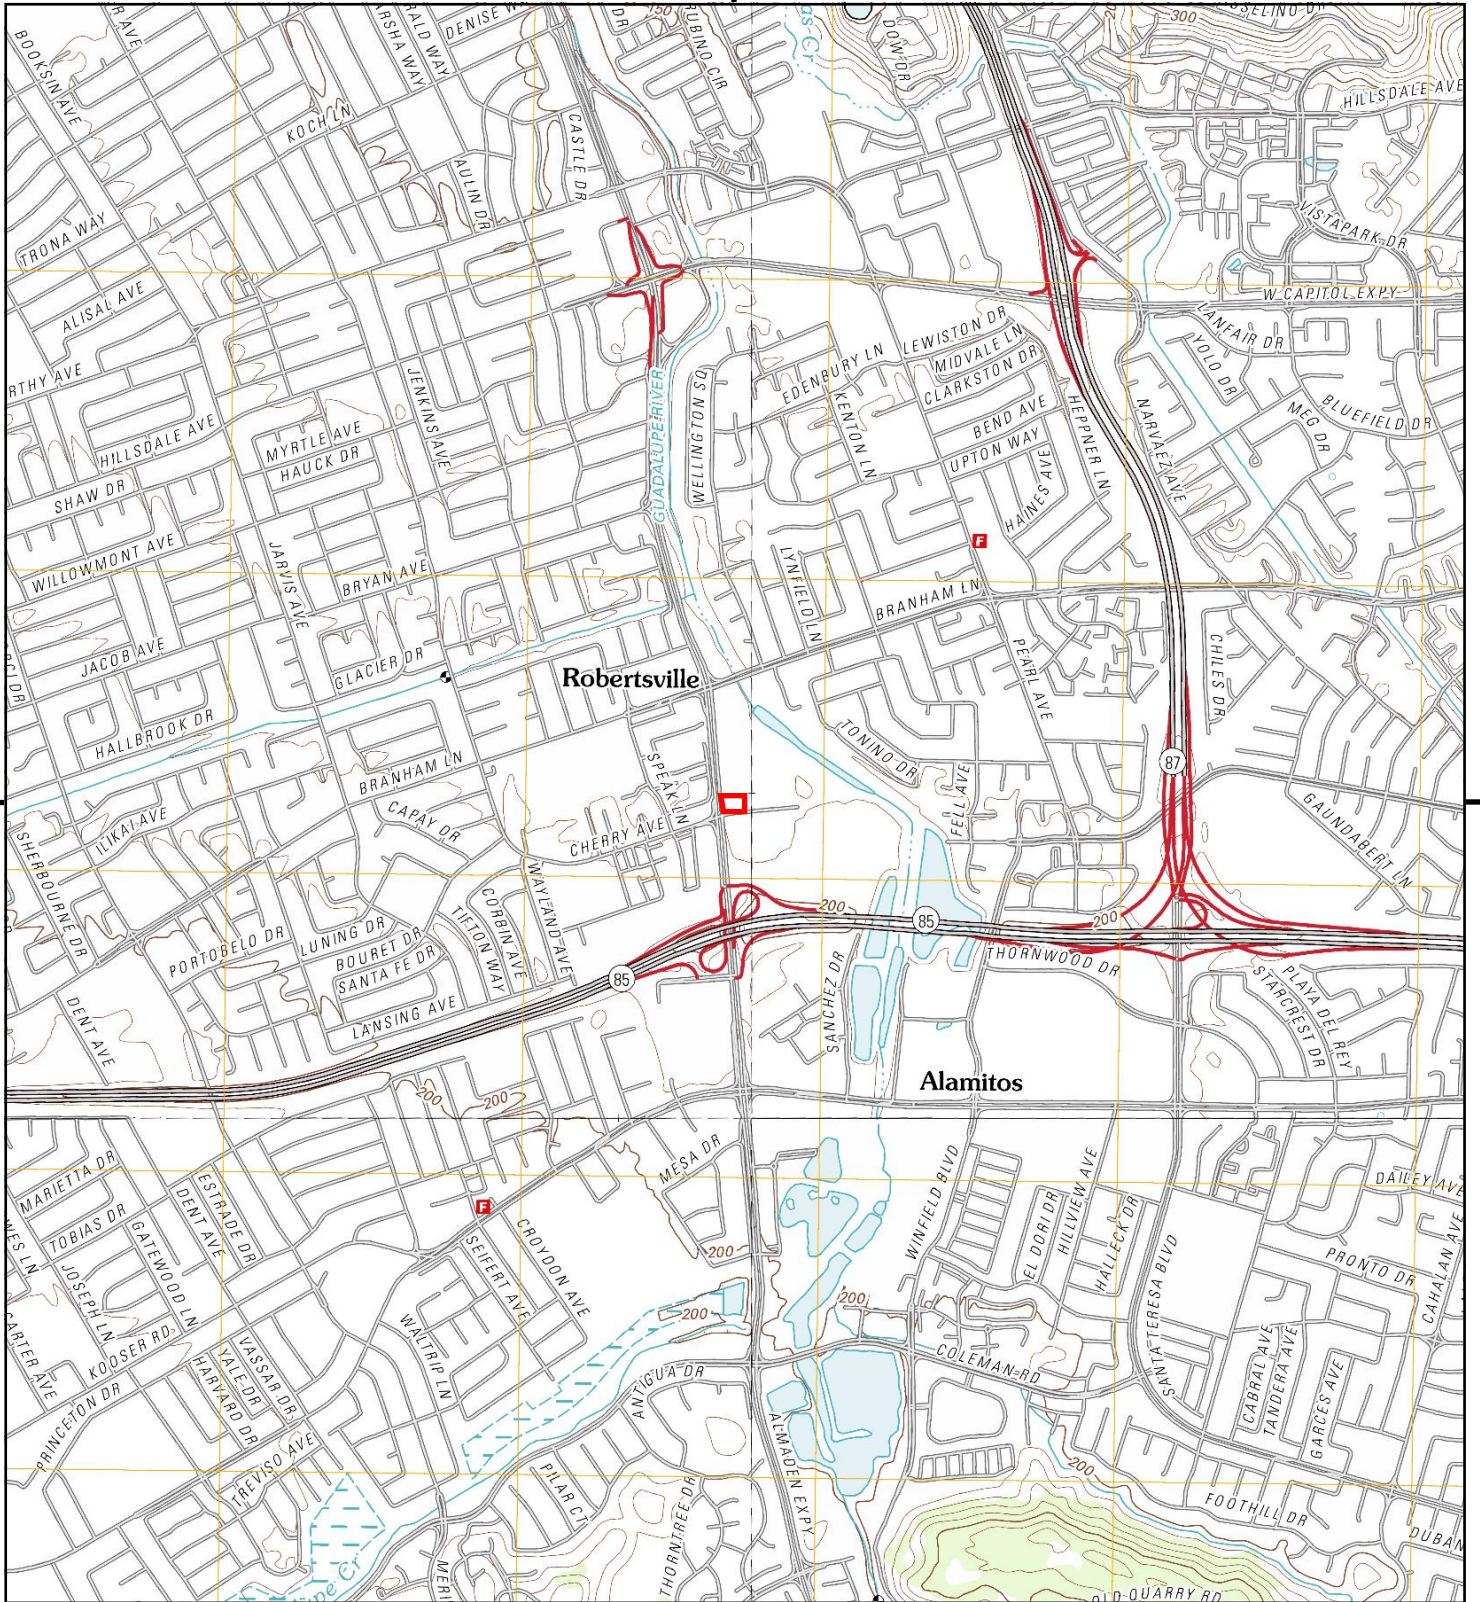 BOOKSIN AVE
DENISE W
RUBINO CIR
DOW DR
300
KOCH LN
CASTLE DR
AULIN DR
HILLSDALE AVE
TRONA WAY
VISTAPARK DR
ALISAL AVE
W CAPITOL EXPY
LANFAIR DR
LEWISTON DR
MIDVALE LN
EDENBURY LN
CLARKSTON DR
YOLO DR
RTHY AVE
JENKINS AVE
GUADALUPE RIVER
WELLINGTON SQ
KENTON LN
BEND AVE
HEPPNER LN
NARVAEZ AVE
MEG DR
BLUEFIELD DR
HILLSDALE AVE
MYRTLE AVE
HAUCK DR
UPTON WAY
HAINES AVE
SHAW DR
F
WILLOWMONT AVE
JARVIS AVE
BRYAN AVE
LYNFIELD LN
BRANHAM LN
JACOB AVE
GLACIER DR
Robertsville
PEARL AVE
CHILES DR
HALLBROOK DR
BRANHAM LN
SPEAK LN
TONINO DR
FELL AVE
87
ILIKAI AVE
CAPAY DR
CHERRY AVE
GAUNDABERT LN
SHERBOURNE DR
WAYLAND AVE
CORBIN AVE
TIFTON WAY
200
85
200
PORTOBELO DR
LUNING DR
BOURET DR
SANTA FE DR
THORNWOOD DR
85
LANSING AVE
SANCHEZ DR
STARCREST DR
PLAYA DEL REY
DENT AVE
Alamitos
200
200
MARIETTA DR
MESA DR
DAILEY AVE
ESTRADE DR
DENT AVE
TOBIAS DR
GATEWOOD LN
F
CROYDON AVE
SEIFERT AVE
WINFIELD BLVD
EL DORI DR
HILLVIEW AVE
HALLECK DR
SANTA TERESA BLVD
PRONTO DR
CAHALAN AVE
WES LN
JOSEPH LN
200
200
200
CARTER AVE
KOOSER RD
WALTRIP LN
VASSAR DR
YALE DR
HARVARD DR
PRINCETON DR
ANTIGUA DR
COLEMAN RD
CABRAL AVE
TANDERA AVE
GARCES AVE
TREVISO AVE
ALMADEN EXPY
PILAR CT
200
THORNTREE DR
FOOTHILL DR
DUBAN
MERI
OLD QUARRY RD